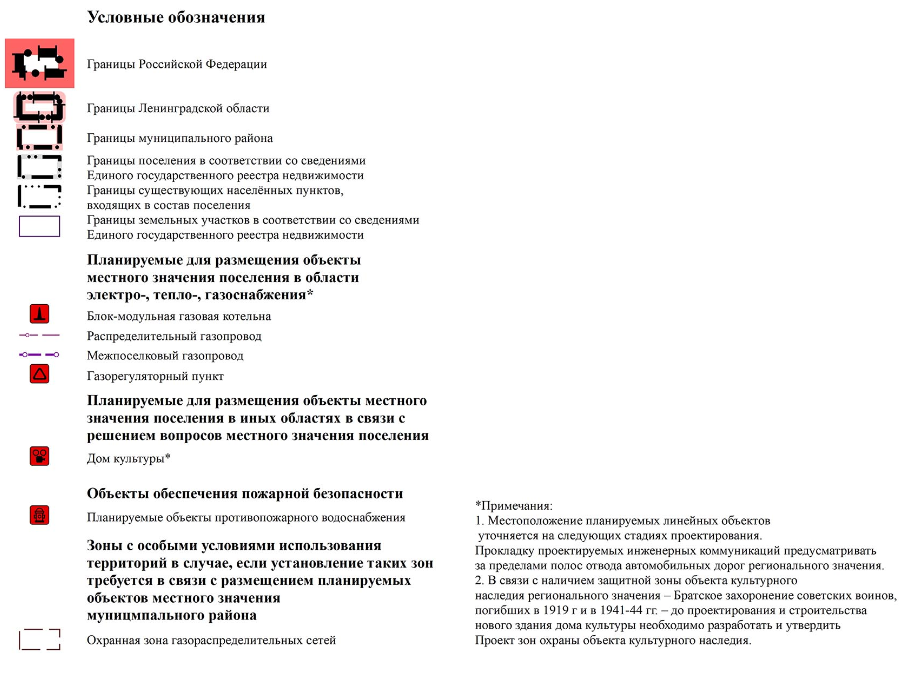 Условные обозначения
Границы Российской Федерации
Границы Ленинградской области
Границы муниципального района
Границы поселения в соответствии со сведениями
Единого государственного реестра недвижимости
Границы существующих населённых пунктов,
входящих в состав поселения
Границы земельных участков в соответствии со сведениями
Единого государственного реестра недвижимости
Планируемые для размещения объекты
местного значения поселения в области
электро-, тепло-, газоснабжения*
Блок-модульная газовая котельна
Распределительный газопровод
Межпоселковый газопровод
Газорегуляторный пункт
Планируемые для размещения объекты местного
значения поселения в иных областях в связи с
решением вопросов местного значения поселения
Дом культуры*
Объекты обеспечения пожарной безопасности
Планируемые объекты противопожарного водоснабжения
Зоны с особыми условиями использования
территорий в случае, если установление таких зон
требуется в связи с размещением планируемых
объектов местного значения
муницмпального района
Охранная зона газораспределительных сетей
*Примечания:
1. Местоположение планируемых линейных объектов
уточняется на следующих стадиях проектирования.
Прокладку проектируемых инженерных коммуникаций предусматривать
за пределами полос отвода автомобильных дорог регионального значения.
2. В связи с наличием защитной зоны объекта культурного
наследия регионального значения – Братское захоронение советских воинов,
погибших в 1919 г и в 1941-44 гг. – до проектирования и строительства
нового здания дома культуры необходимо разработать и утвердить
Проект зон охраны объекта культурного наследия.